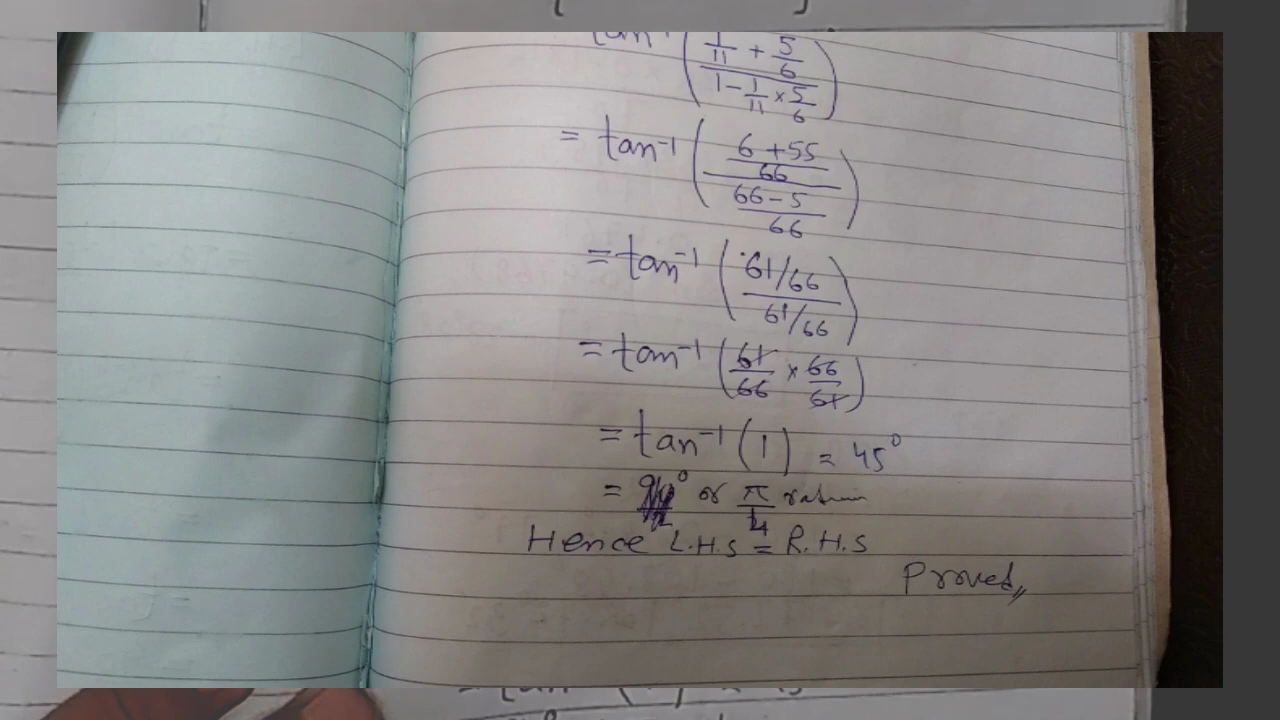 tan⁻¹ ( (1/11 + 5/6) / (1 - 1/11 × 5/6) )
= tan⁻¹ ( ((6 + 55)/66) / ((66 - 5)/66) )
= tan⁻¹ ( (61/66) / (61/66) )
= tan⁻¹ ( 61/66 × 66/61 )
= tan⁻¹ (1) = 45°
= or π/4
Hence L.H.S = R.H.S
Proved